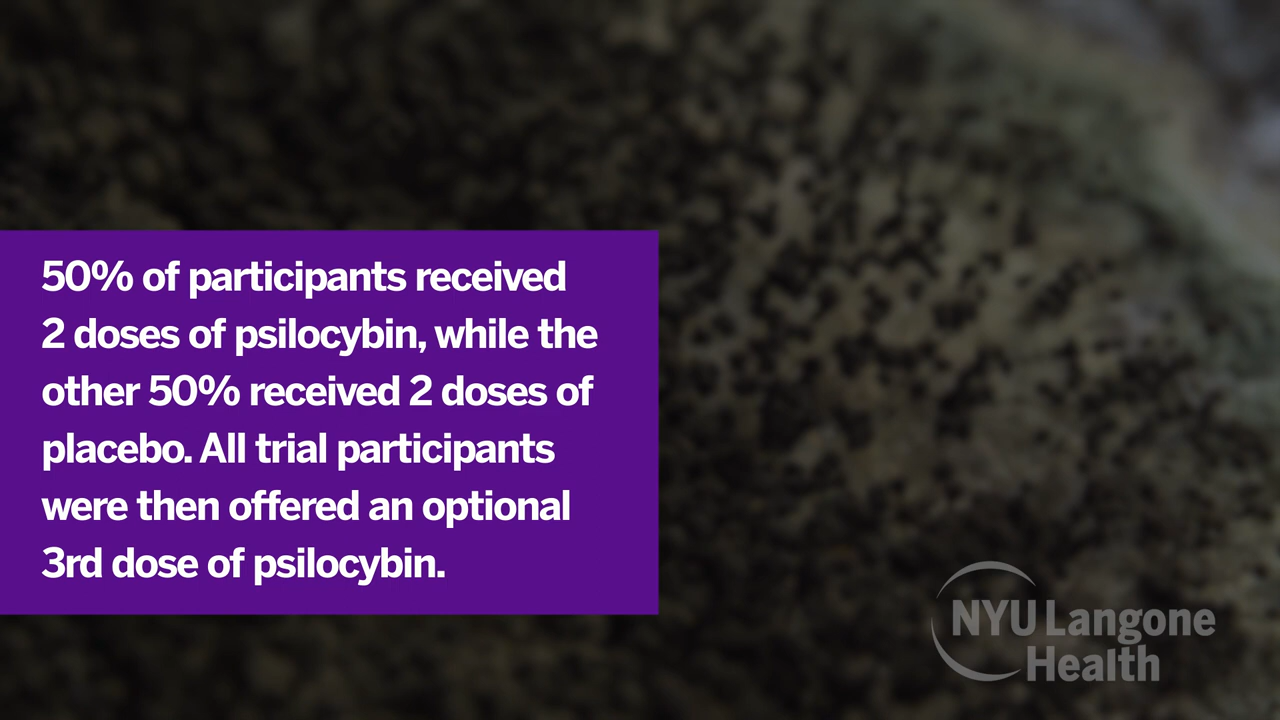 50% of participants received
2 doses of psilocybin, while the
other 50% received 2 doses of
placebo. All trial participants
were then offered an optional
3rd dose of psilocybin.
NYU Langone
Health